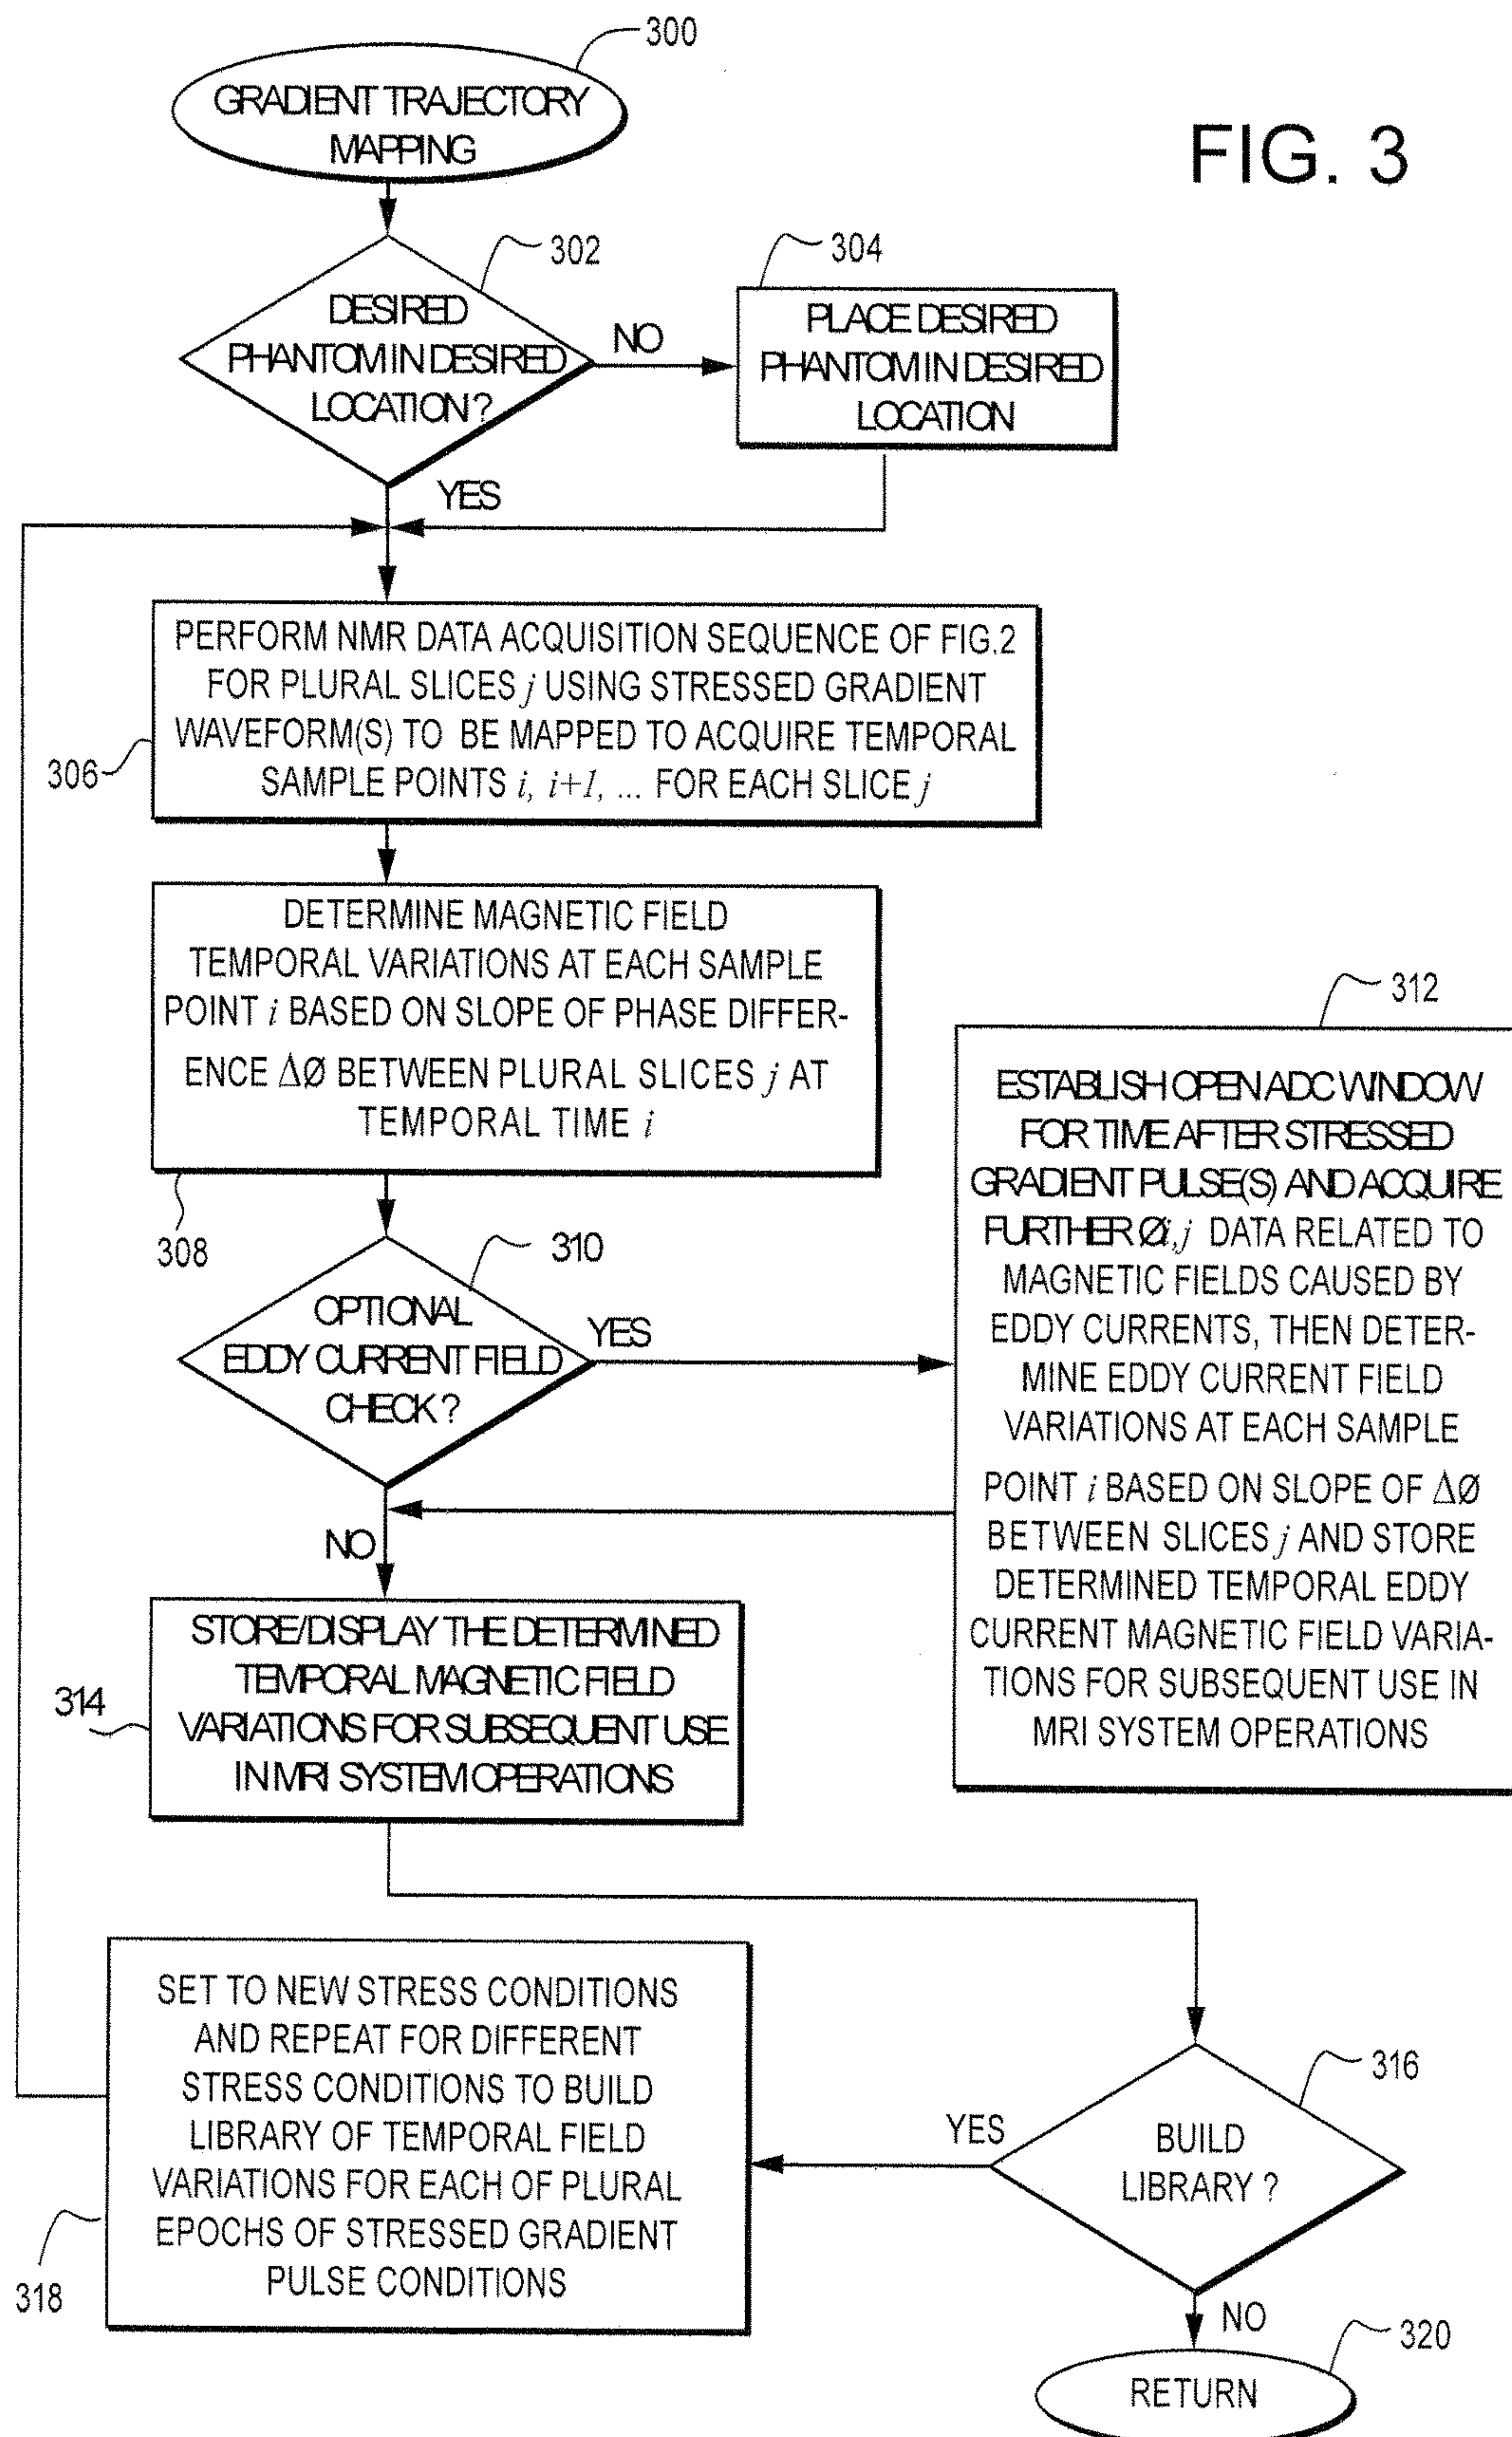 FIG. 3
300
GRADIENT TRAJECTORY
MAPPING
302
DESIRED
PHANTOM IN DESIRED
LOCATION?
NO
YES
304
PLACE DESIRED
PHANTOM IN DESIRED
LOCATION
306
PERFORM NMR DATA ACQUISITION SEQUENCE OF FIG.2
FOR PLURAL SLICES j USING STRESSED GRADIENT
WAVEFORM(S) TO BE MAPPED TO ACQUIRE TEMPORAL
SAMPLE POINTS i, i+1, ... FOR EACH SLICE j
DETERMINE MAGNETIC FIELD
TEMPORAL VARIATIONS AT EACH SAMPLE
POINT i BASED ON SLOPE OF PHASE DIFFER-
ENCE ΔØ BETWEEN PLURAL SLICES j AT
TEMPORAL TIME i
308
310
OPTIONAL
EDDY CURRENT FIELD
CHECK?
YES
NO
312
ESTABLISH OPEN ADC WINDOW
FOR TIME AFTER STRESSED
GRADIENT PULSE(S) AND ACQUIRE
FURTHER Øi,j DATA RELATED TO
MAGNETIC FIELDS CAUSED BY
EDDY CURRENTS, THEN DETER-
MINE EDDY CURRENT FIELD
VARIATIONS AT EACH SAMPLE
POINT i BASED ON SLOPE OF ΔØ
BETWEEN SLICES j AND STORE
DETERMINED TEMPORAL EDDY
CURRENT MAGNETIC FIELD VARIA-
TIONS FOR SUBSEQUENT USE IN
MRI SYSTEM OPERATIONS
314
STORE/DISPLAY THE DETERMINED
TEMPORAL MAGNETIC FIELD
VARIATIONS FOR SUBSEQUENT USE
IN MRI SYSTEM OPERATIONS
316
BUILD
LIBRARY ?
YES
NO
SET TO NEW STRESS CONDITIONS
AND REPEAT FOR DIFFERENT
STRESS CONDITIONS TO BUILD
LIBRARY OF TEMPORAL FIELD
VARIATIONS FOR EACH OF PLURAL
EPOCHS OF STRESSED GRADIENT
PULSE CONDITIONS
318
320
RETURN